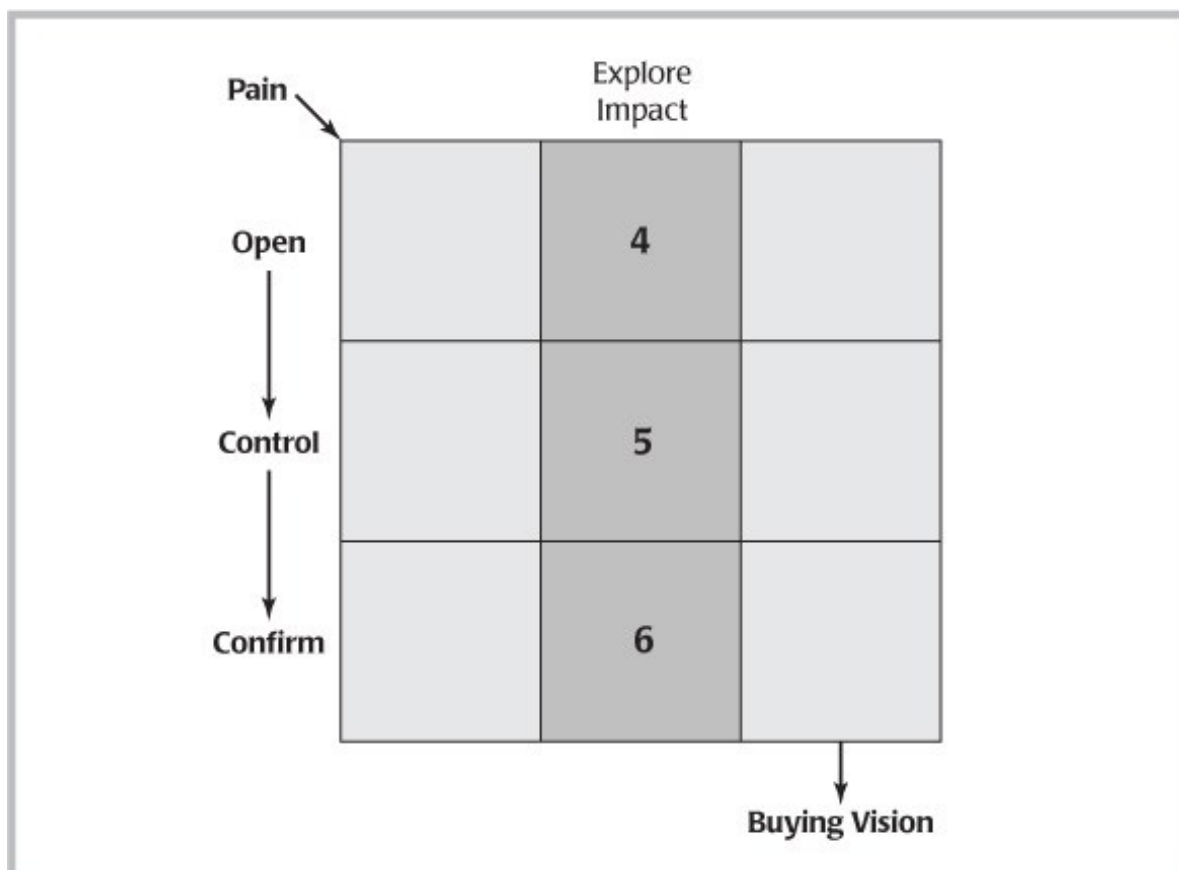 Explore
Impact
Pain
Open
4
Control
5
Confirm
6
Buying Vision